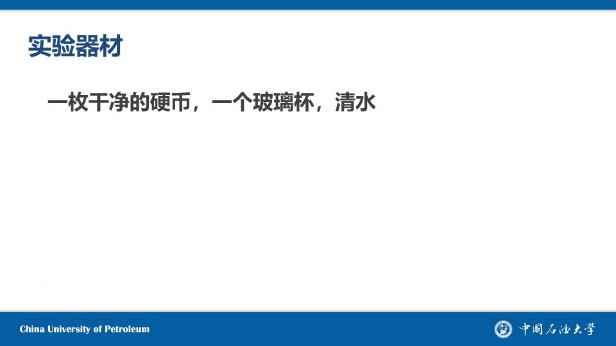 实验器材
一枚干净的硬币，一个玻璃杯，清水
China University of Petroleum
中国石油大学